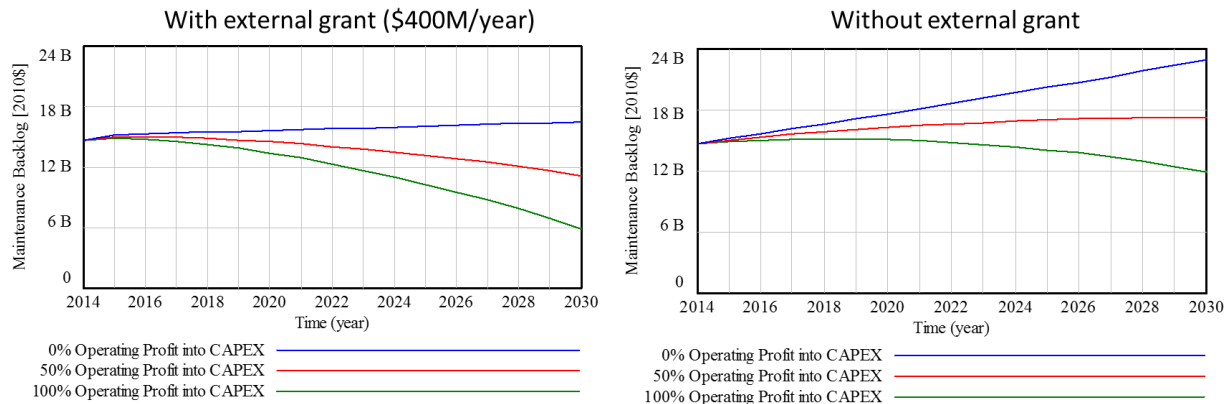 With external grant ($400M/year)
Maintenance Backlog [2010$]
24 B
18 B
12 B
6 B
0
2014 2016 2018 2020 2022 2024 2026 2028 2030
Time (year)
0% Operating Profit into CAPEX
50% Operating Profit into CAPEX
100% Operating Profit into CAPEX
Without external grant
Maintenance Backlog [2010$]
24 B
18 B
12 B
6 B
0
2014 2016 2018 2020 2022 2024 2026 2028 2030
Time (year)
0% Operating Profit into CAPEX
50% Operating Profit into CAPEX
100% Operating Profit into CAPEX